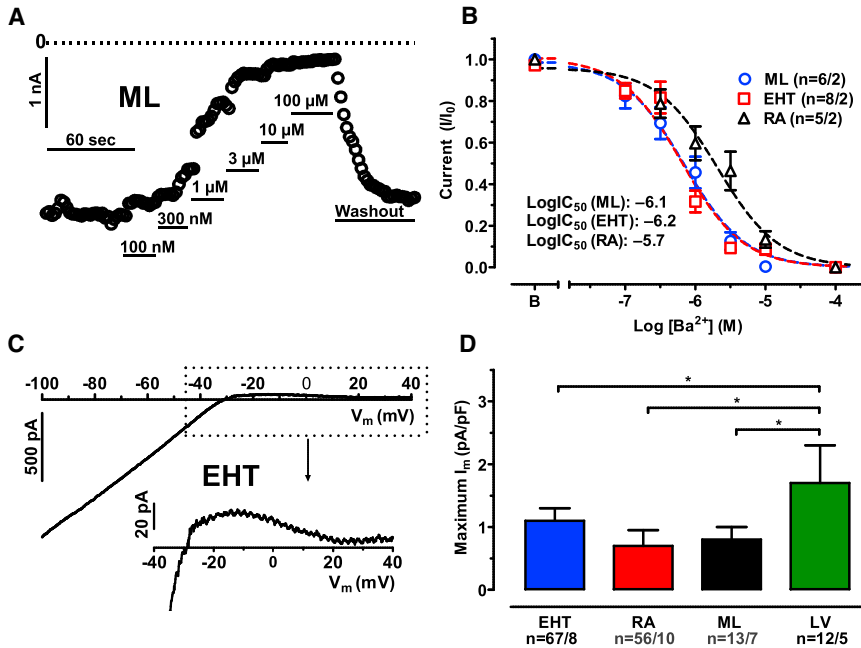 A
0
1 nA
ML
60 sec
100 µM
10 µM
3 µM
1 µM
300 nM
100 nM
Washout
B
Current (I/I₀)
1.0
0.8
0.6
0.4
0.2
0.0
ML (n=6/2)
EHT (n=8/2)
RA (n=5/2)
LogIC₅₀ (ML): −6.1
LogIC₅₀ (EHT): −6.2
LogIC₅₀ (RA): −5.7
B -7 -6 -5 -4
Log [Ba²⁺] (M)
C
-100 -80 -60 -40 -20 0 20 40
Vₘ (mV)
500 pA
EHT
20 pA
-40 -20 0 20 40
Vₘ (mV)
D
Maximum Iₘ (pA/pF)
3
2
1
0
*
*
*
EHT RA ML LV
n=67/8 n=56/10 n=13/7 n=12/5